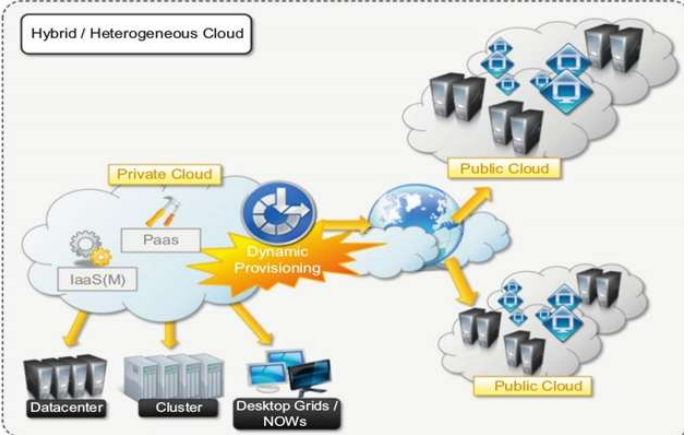 Hybrid / Heterogeneous Cloud
Public Cloud
Private Cloud
Paas
Dynamic
Provisioning
IaaS(M)
Public Cloud
Datacenter
Cluster
Desktop Grids /
NOWs